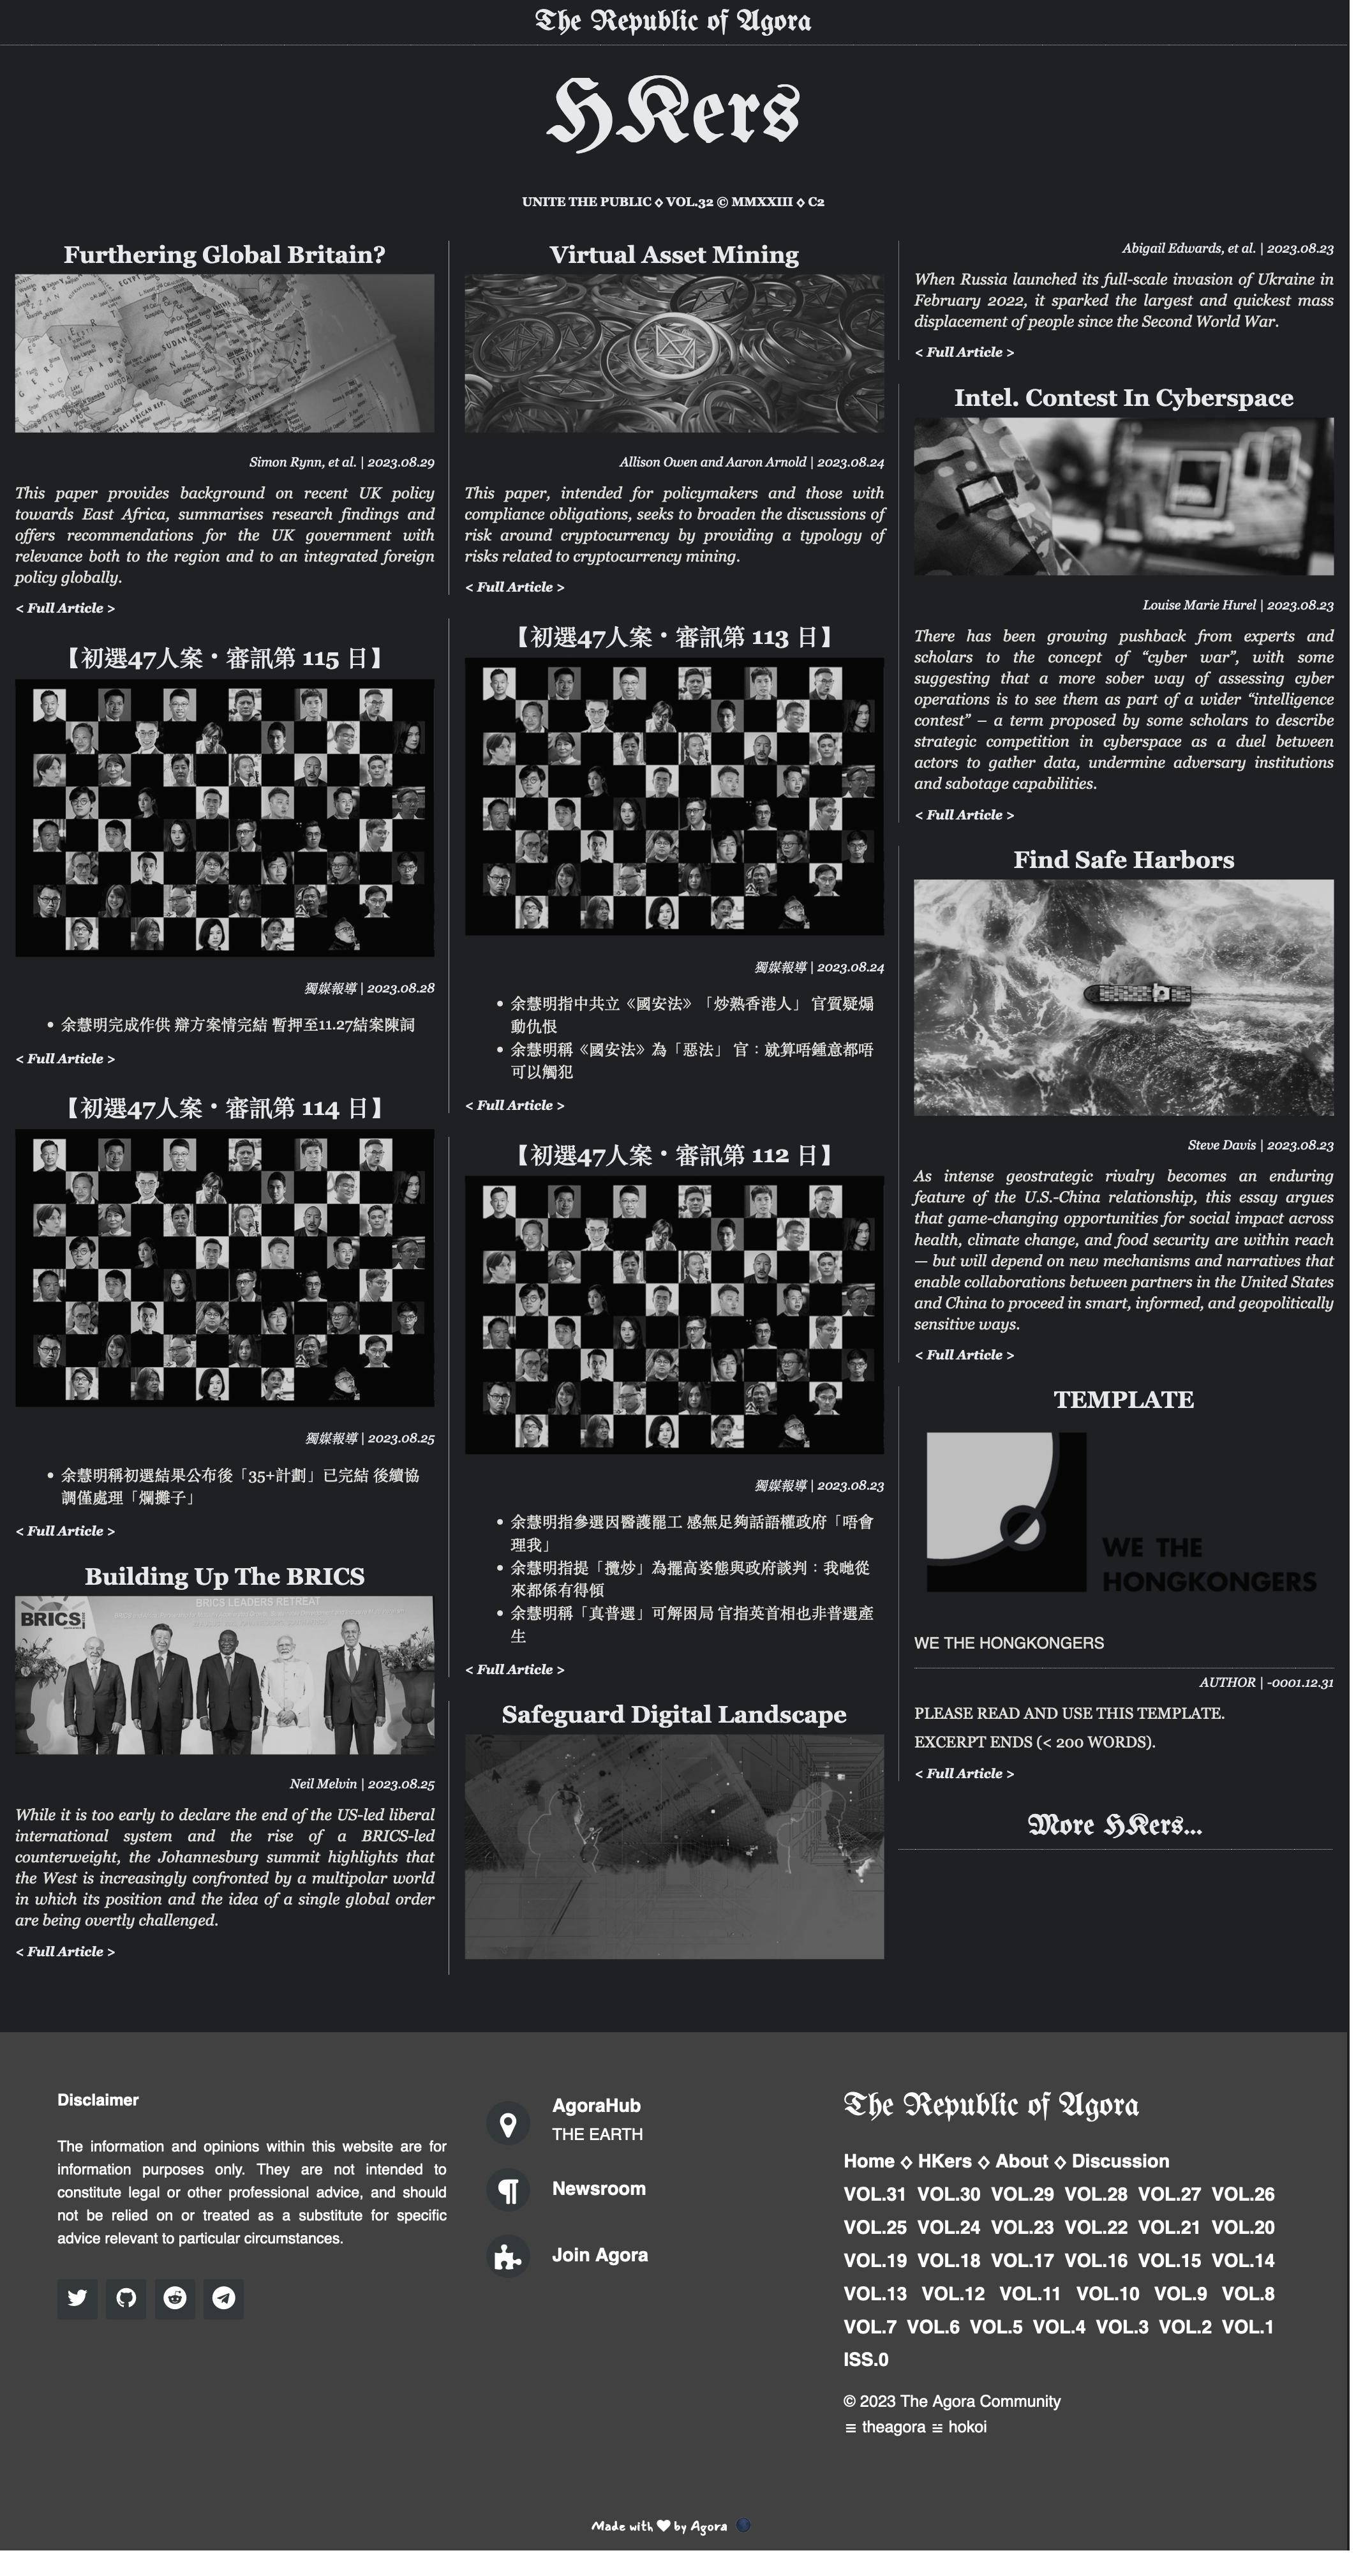 The Republic of Agora
HKers
UNITE THE PUBLIC ◊ VOL.32 © MMXXIII ◊ C2
Furthering Global Britain?
Simon Rynn, et al. | 2023.08.29
This paper provides background on recent UK policy
towards East Africa, summarises research findings and
offers recommendations for the UK government with
relevance both to the region and to an integrated foreign
policy globally.
< Full Article >
【初選47人案・審訊第 115 日】
獨媒報導 | 2023.08.28
• 余慧明完成作供 辯方案情完結 暫押至11.27結案陳詞
< Full Article >
【初選47人案・審訊第 114 日】
獨媒報導 | 2023.08.25
• 余慧明稱初選結果公布後「35+計劃」已完結 後續協
調僅處理「爛攤子」
< Full Article >
Building Up The BRICS
BRICS
BRICS LEADERS RETREAT
Neil Melvin | 2023.08.25
While it is too early to declare the end of the US-led liberal
international system and the rise of a BRICS-led
counterweight, the Johannesburg summit highlights that
the West is increasingly confronted by a multipolar world
in which its position and the idea of a single global order
are being overtly challenged.
< Full Article >
Virtual Asset Mining
Allison Owen and Aaron Arnold | 2023.08.24
This paper, intended for policymakers and those with
compliance obligations, seeks to broaden the discussions of
risk around cryptocurrency by providing a typology of
risks related to cryptocurrency mining.
< Full Article >
【初選47人案・審訊第 113 日】
獨媒報導 | 2023.08.24
• 余慧明指中共立《國安法》「炒熟香港人」 官質疑煽
動仇恨
• 余慧明稱《國安法》為「惡法」 官：就算唔鍾意都唔
可以觸犯
< Full Article >
【初選47人案・審訊第 112 日】
獨媒報導 | 2023.08.23
• 余慧明指參選因醫護罷工 感無足夠話語權政府「唔會
理我」
• 余慧明指提「攬炒」為擺高姿態與政府談判：我哋從
來都係有得傾
• 余慧明稱「真普選」可解困局 官指英首相也非普選產
生
< Full Article >
Safeguard Digital Landscape
Abigail Edwards, et al. | 2023.08.23
When Russia launched its full-scale invasion of Ukraine in
February 2022, it sparked the largest and quickest mass
displacement of people since the Second World War.
< Full Article >
Intel. Contest In Cyberspace
Louise Marie Hurel | 2023.08.23
There has been growing pushback from experts and
scholars to the concept of “cyber war”, with some
suggesting that a more sober way of assessing cyber
operations is to see them as part of a wider “intelligence
contest” – a term proposed by some scholars to describe
strategic competition in cyberspace as a duel between
actors to gather data, undermine adversary institutions
and sabotage capabilities.
< Full Article >
Find Safe Harbors
Steve Davis | 2023.08.23
As intense geostrategic rivalry becomes an enduring
feature of the U.S.-China relationship, this essay argues
that game-changing opportunities for social impact across
health, climate change, and food security are within reach
— but will depend on new mechanisms and narratives that
enable collaborations between partners in the United States
and China to proceed in smart, informed, and geopolitically
sensitive ways.
< Full Article >
TEMPLATE
WE THE
HONGKONGERS
WE THE HONGKONGERS
AUTHOR | -0001.12.31
PLEASE READ AND USE THIS TEMPLATE.
EXCERPT ENDS (< 200 WORDS).
< Full Article >
More HKers...
Disclaimer
The information and opinions within this website are for
information purposes only. They are not intended to
constitute legal or other professional advice, and should
not be relied on or treated as a substitute for specific
advice relevant to particular circumstances.
AgoraHub
THE EARTH
Newsroom
Join Agora
The Republic of Agora
Home ◊ HKers ◊ About ◊ Discussion
VOL.31 VOL.30 VOL.29 VOL.28 VOL.27 VOL.26
VOL.25 VOL.24 VOL.23 VOL.22 VOL.21 VOL.20
VOL.19 VOL.18 VOL.17 VOL.16 VOL.15 VOL.14
VOL.13 VOL.12 VOL.11 VOL.10 VOL.9 VOL.8
VOL.7 VOL.6 VOL.5 VOL.4 VOL.3 VOL.2 VOL.1
ISS.0
© 2023 The Agora Community
≡ theagora ≌ hokoi
Made with ♥ by Agora